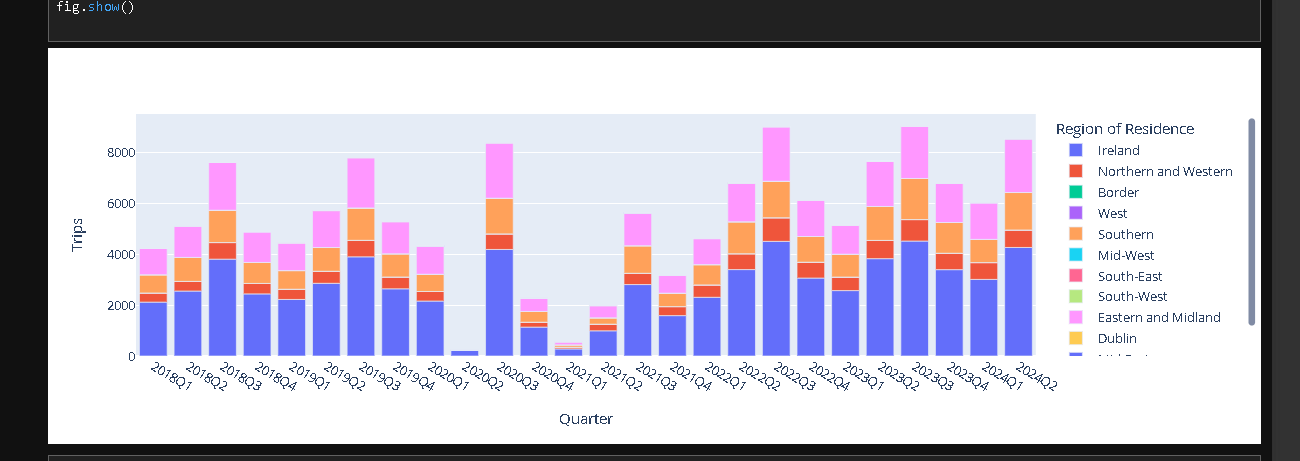 fig.show()
Region of Residence
Ireland
Northern and Western
Border
West
Southern
Mid-West
South-East
South-West
Eastern and Midland
Dublin
Trips
8000
6000
4000
2000
0
2018Q1
2018Q2
2018Q3
2018Q4
2019Q1
2019Q2
2019Q3
2019Q4
2020Q1
2020Q2
2020Q3
2020Q4
2021Q1
2021Q2
2021Q3
2021Q4
2022Q1
2022Q2
2022Q3
2022Q4
2023Q1
2023Q2
2023Q3
2023Q4
2024Q1
2024Q2
Quarter